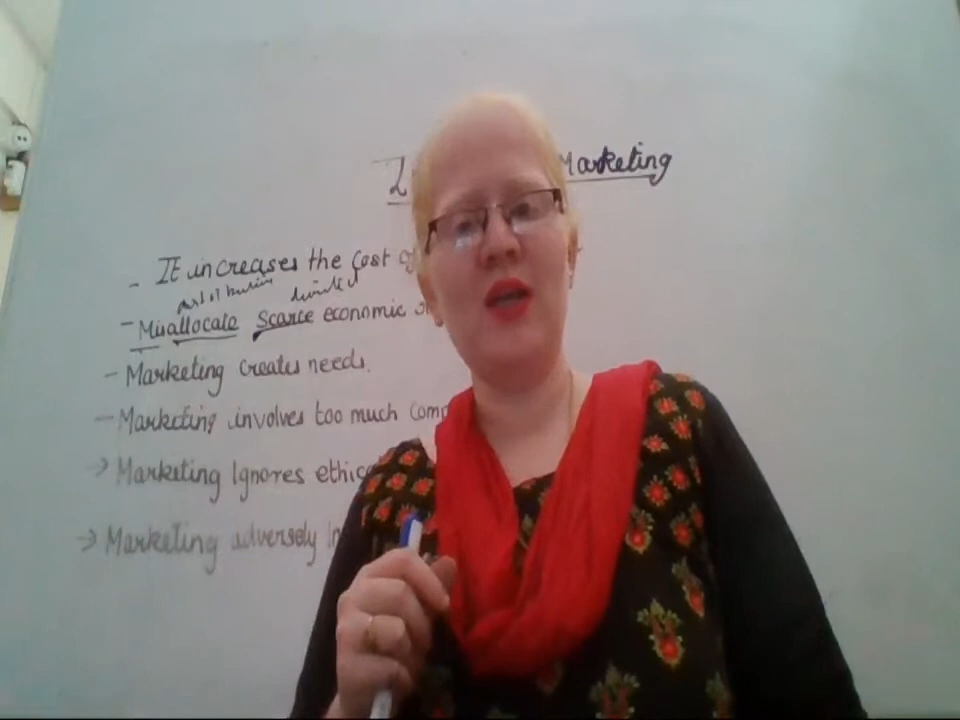 Marketing
- It increases the cost of
distribution limited
- Misallocate scarce economic
- Marketing creates needs.
- Marketing involves too much comp
→ Marketing Ignores ethic
→ Marketing adversely In